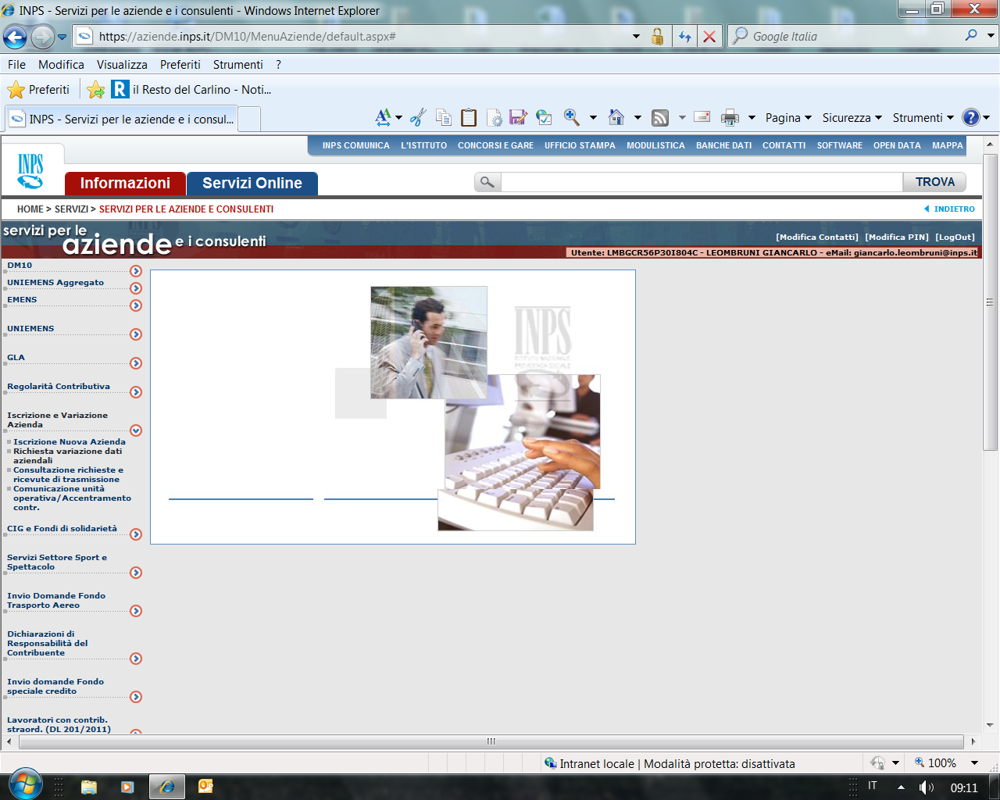 INPS - Servizi per le aziende e i consulenti - Windows Internet Explorer
https://aziende.inps.it/DM10/MenuAziende/default.aspx#
Google Italia
File Modifica Visualizza Preferiti Strumenti ?
Preferiti
R il Resto del Carlino - Noti...
INPS - Servizi per le aziende e i consul...
Pagina Sicurezza Strumenti ?
INPS COMUNICA L'ISTITUTO CONCORSI E GARE UFFICIO STAMPA MODULISTICA BANCHE DATI CONTATTI SOFTWARE OPEN DATA MAPPA
INPS
Informazioni Servizi Online
TROVA
HOME > SERVIZI > SERVIZI PER LE AZIENDE E CONSULENTI
INDIETRO
servizi per le
aziende e i consulenti
[Modifica Contatti] [Modifica PIN] [LogOut]
Utente: LMBGCR56P30I804C - LEOMBRUNI GIANCARLO - eMail: giancarlo.leombruni@inps.it
DM10
UNIEMENS Aggregato
EMENS
UNIEMENS
GLA
Regolarità Contributiva
Iscrizione e Variazione
Azienda
Iscrizione Nuova Azienda
Richiesta variazione dati
aziendali
Consultazione richieste e
ricevute di trasmissione
Comunicazione unità
operativa/Accentramento
contr.
CIG e Fondi di solidarietà
Servizi Settore Sport e
Spettacolo
Invio Domande Fondo
Trasporto Aereo
Dichiarazioni di
Responsabilità del
Contribuente
Invio domande Fondo
speciale credito
Lavoratori con contrib.
straord. (DL 201/2011)
INPS
ISTITUTO NAZIONALE
PREVIDENZA SOCIALE
Intranet locale | Modalità protetta: disattivata
100%
IT
09:11